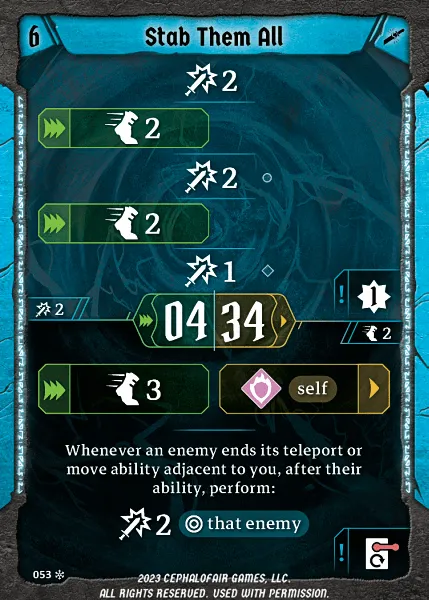 6 Stab Them All
2
2
2
2
1
1
2 04 34 2
3 self
Whenever an enemy ends its teleport or
move ability adjacent to you, after their
ability, perform:
2 that enemy
053
2023 CEPHALOFAIR GAMES, LLC.
ALL RIGHTS RESERVED. USED WITH PERMISSION.